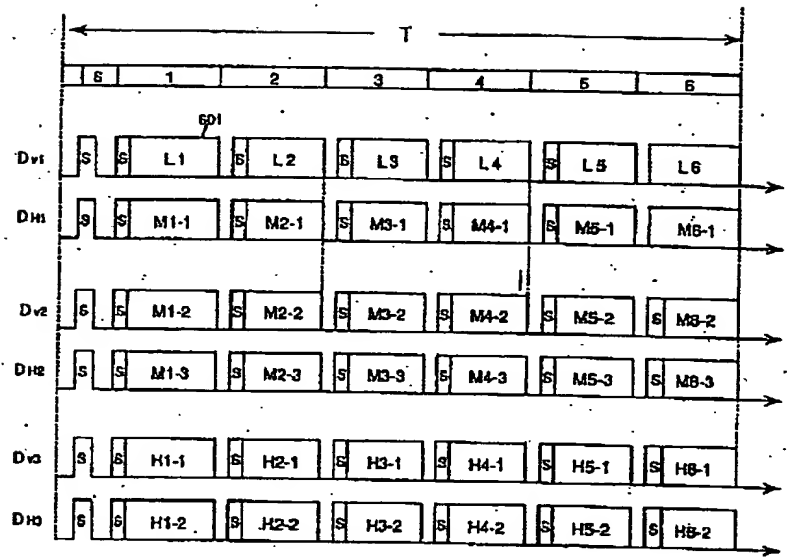 T
S 1 2 3 4 5 6
601
Dv1 S S L1 S L2 S L3 S L4 S L5 L6
DH1 S S M1-1 S M2-1 S M3-1 S M4-1 S M5-1 M6-1
Dv2 S S M1-2 S M2-2 S M3-2 S M4-2 S M5-2 S M6-2
DH2 S S M1-3 S M2-3 S M3-3 S M4-3 S M5-3 S M6-3
Dv3 S S H1-1 S H2-1 S H3-1 S H4-1 S H5-1 S H6-1
DH3 S S H1-2 S H2-2 S H3-2 S H4-2 S H5-2 S H6-2